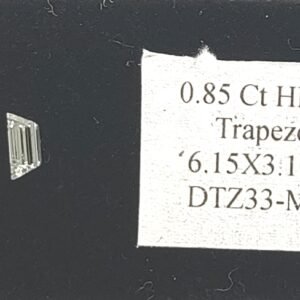 0.85 Ct H
Trapez
6.15X3.1
DTZ33-